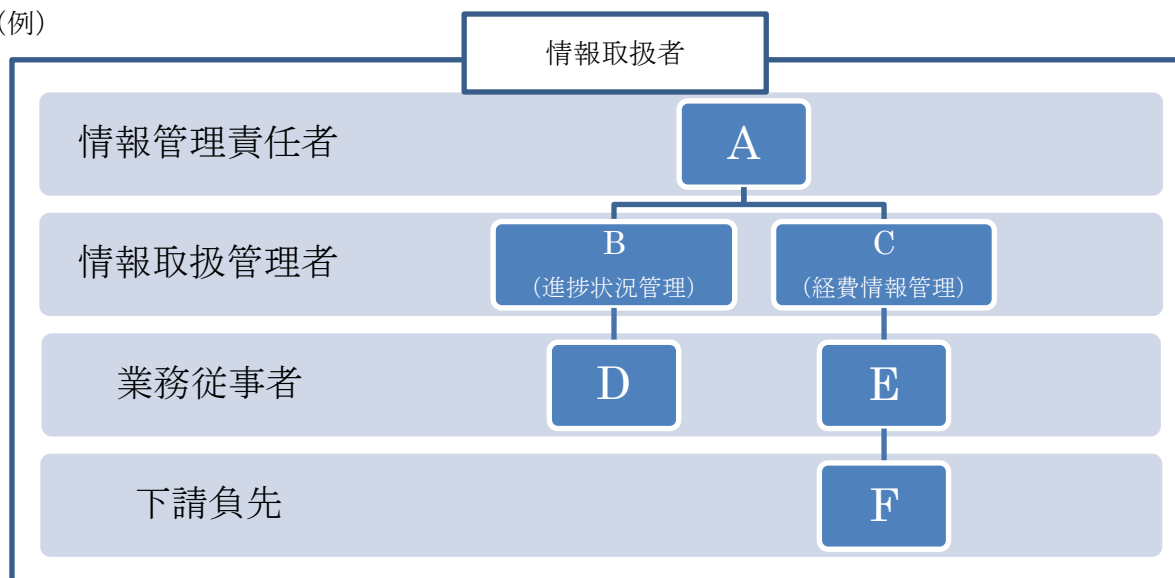 (例)
情報取扱者
情報管理責任者
A
情報取扱管理者
B
(進捗状況管理)
C
(経費情報管理)
業務従事者
D
E
下請負先
F